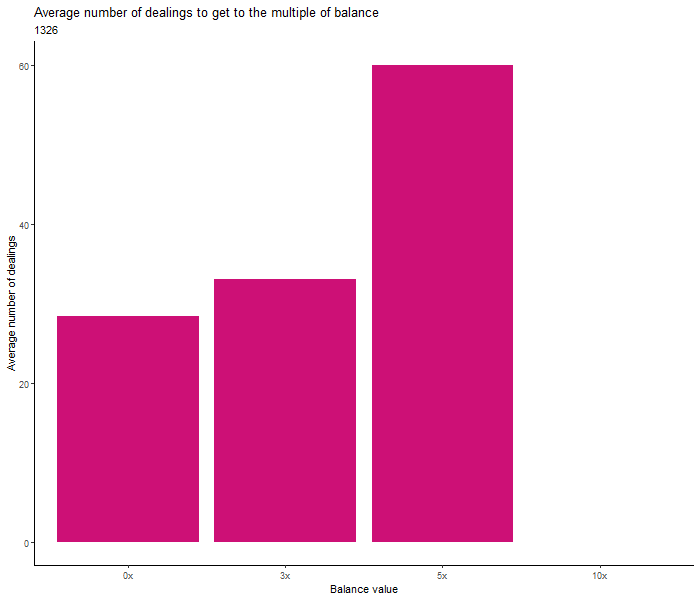 Average number of dealings to get to the multiple of balance
1326
60
40
20
0
Average number of dealings
0x
3x
5x
10x
Balance value